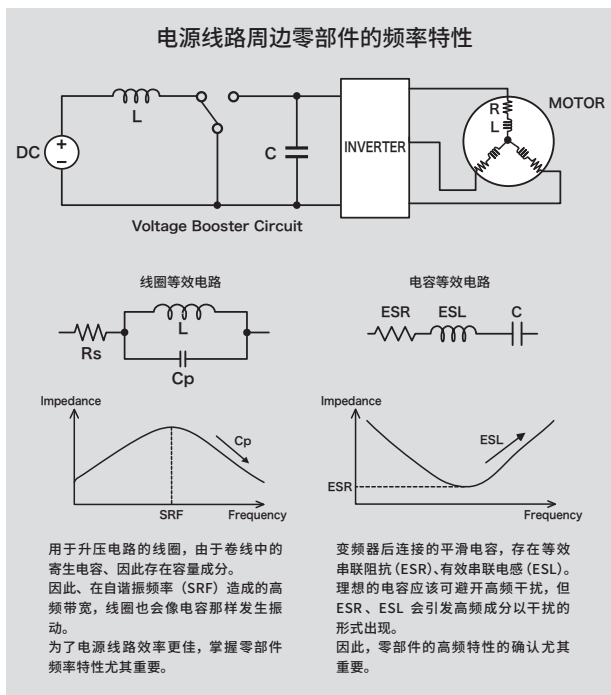 电源线路周边零部件的频率特性
L
DC
C
INVERTER
R
L
MOTOR
Voltage Booster Circuit
线圈等效电路
Rs
L
Cp
Impedance
Cp
SRF
Frequency
用于升压电路的线圈，由于卷线中的
寄生电容、因此存在容量成分。
因此、在自谐振频率（SRF）造成的高
频带宽，线圈也会像电容那样发生振
动。
为了电源线路效率更佳，掌握零部件
频率特性尤其重要。
电容等效电路
ESR
ESL
C
Impedance
ESL
ESR
Frequency
变频器后连接的平滑电容，存在等效
串联阻抗（ESR）、有效串联电感（ESL）。
理想的电容应该可避开高频干扰，但
ESR、ESL 会引发高频成分以干扰的
形式出现。
因此，零部件的高频特性的确认尤其
重要。